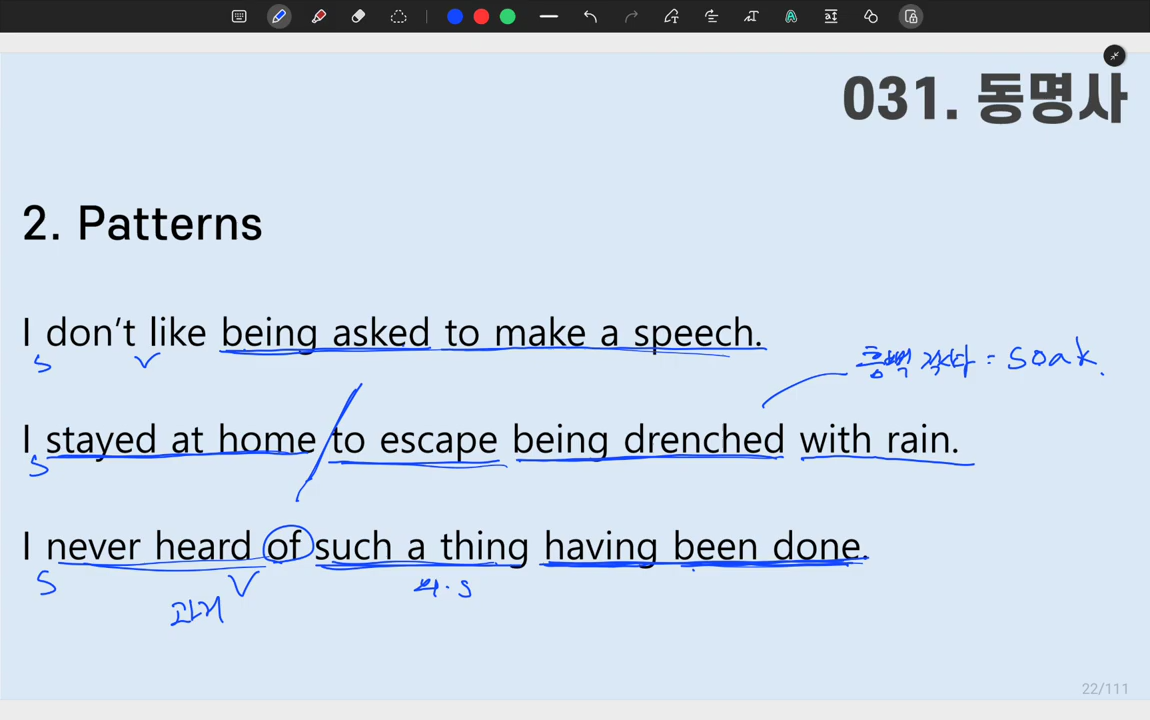 031. 동명사
2. Patterns
I don't like being asked to make a speech.
S V
흠뻑 적시다 = soak.
I stayed at home to escape being drenched with rain.
S
I never heard of such a thing having been done.
S V
과거
22/111